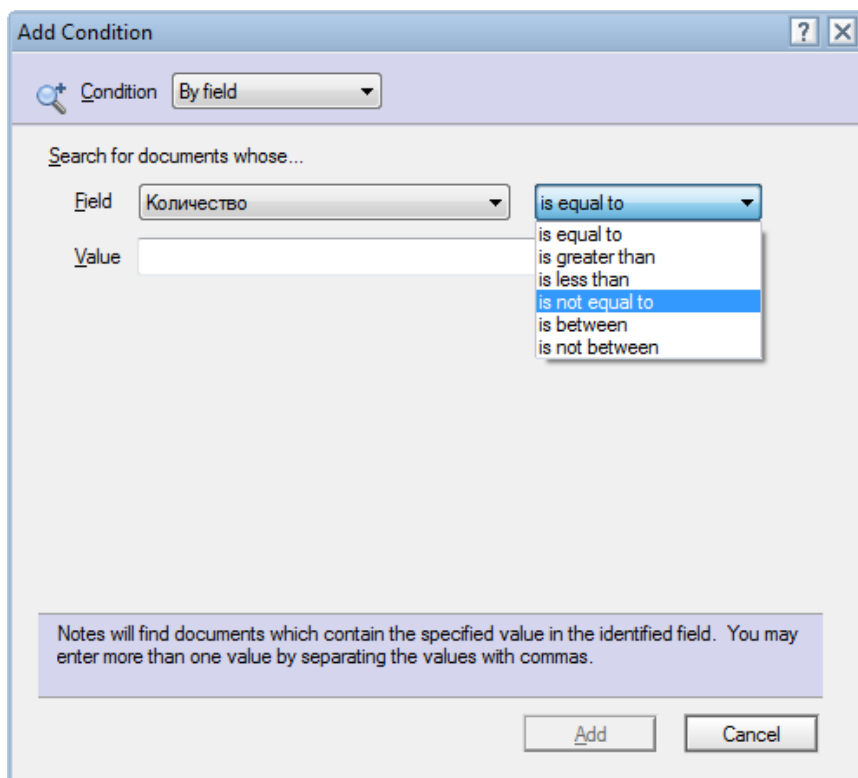 Add Condition
Condition By field
Search for documents whose...
Field Количество is equal to
Value
is equal to
is greater than
is less than
is not equal to
is between
is not between
Notes will find documents which contain the specified value in the identified field. You may
enter more than one value by separating the values with commas.
Add Cancel